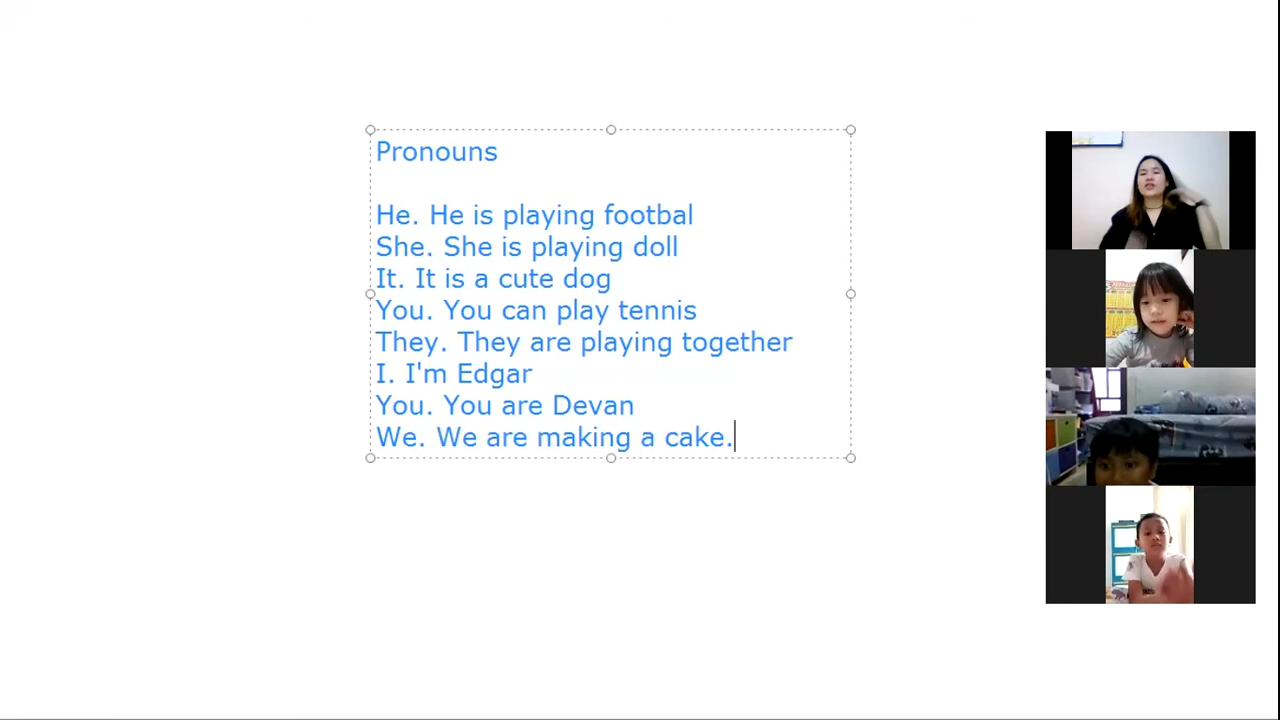 Pronouns
He. He is playing footbal
She. She is playing doll
It. It is a cute dog
You. You can play tennis
They. They are playing together
I. I'm Edgar
You. You are Devan
We. We are making a cake.